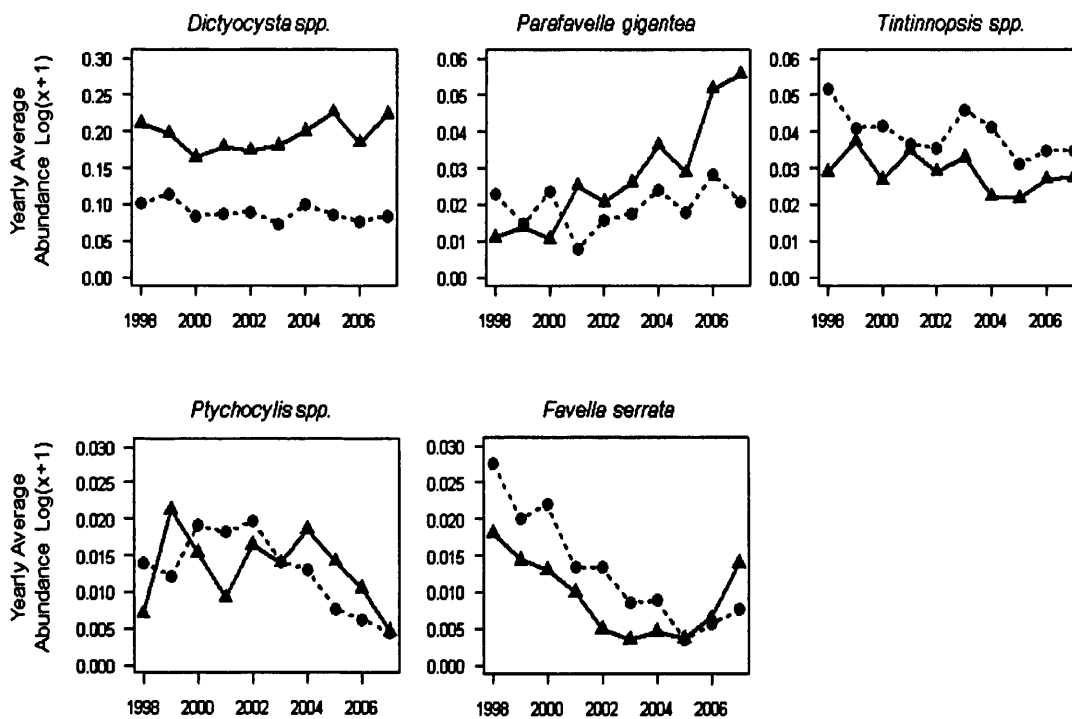 Dictyocysta spp.
Parafavella gigantea
Tintinnopsis spp.
Yearly Average
Abundance Log(x+1)
0.30
0.25
0.20
0.15
0.10
0.05
0.00
0.06
0.05
0.04
0.03
0.02
0.01
0.00
0.06
0.05
0.04
0.03
0.02
0.01
0.00
1998 2000 2002 2004 2006
1998 2000 2002 2004 2006
1998 2000 2002 2004 2006
Ptychocylis spp.
Favella serrata
Yearly Average
Abundance Log(x+1)
0.030
0.025
0.020
0.015
0.010
0.005
0.000
0.030
0.025
0.020
0.015
0.010
0.005
0.000
1998 2000 2002 2004 2006
1998 2000 2002 2004 2006